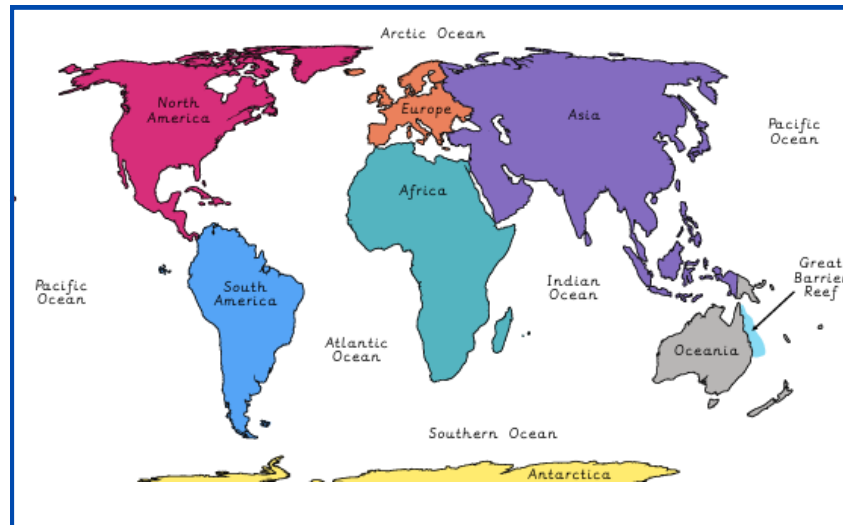 Arctic Ocean
North
America
Europe
Asia
Pacific
Ocean
Africa
Great
Barrier
Reef
Pacific
Ocean
South
America
Indian
Ocean
Atlantic
Ocean
Oceania
Southern Ocean
Antarctica